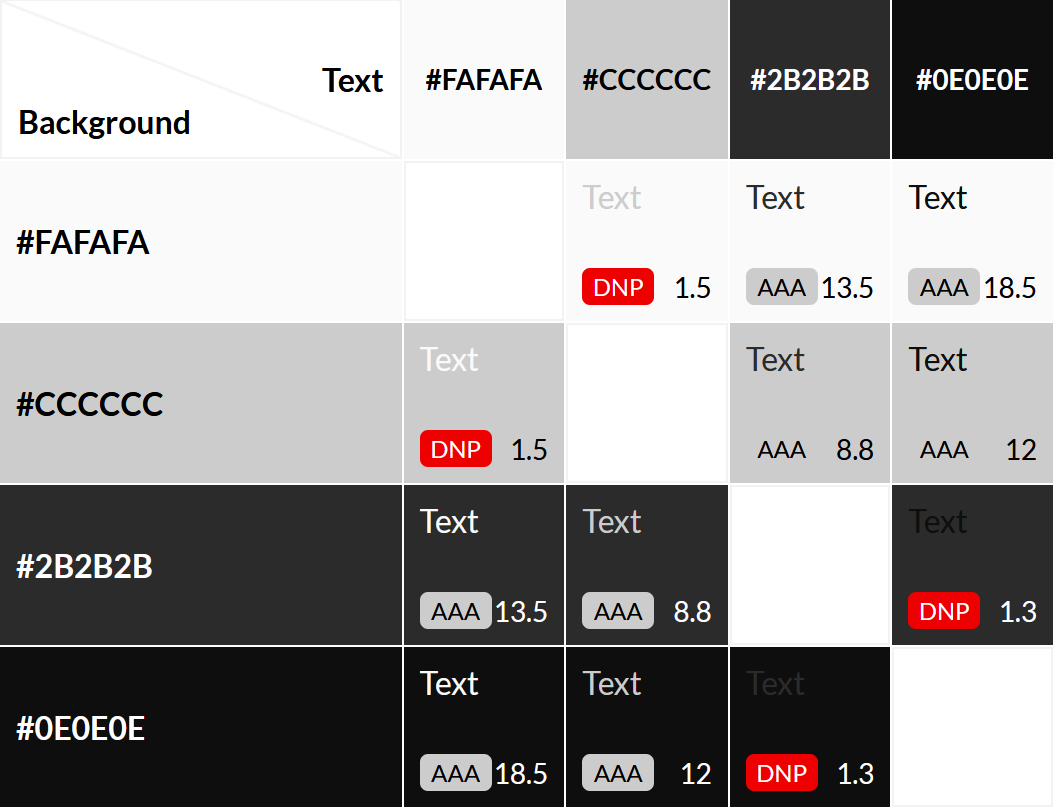 Text #FAFAFA #CCCCCC #2B2B2B #0E0E0E
Background
Text Text Text
#FAFAFA
DNP 1.5 AAA 13.5 AAA 18.5
Text Text Text
#CCCCCC
DNP 1.5 AAA 8.8 AAA 12
Text Text Text
#2B2B2B
AAA 13.5 AAA 8.8 DNP 1.3
Text Text Text
#0E0E0E
AAA 18.5 AAA 12 DNP 1.3